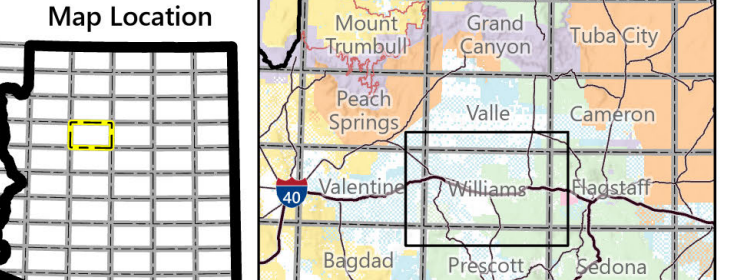 Map Location
Mount
Trumbull
Grand
Canyon
Tuba City
Peach
Springs
Valle
Cameron
40
Valentine
Williams
Flagstaff
Bagdad
Prescott
Sedona